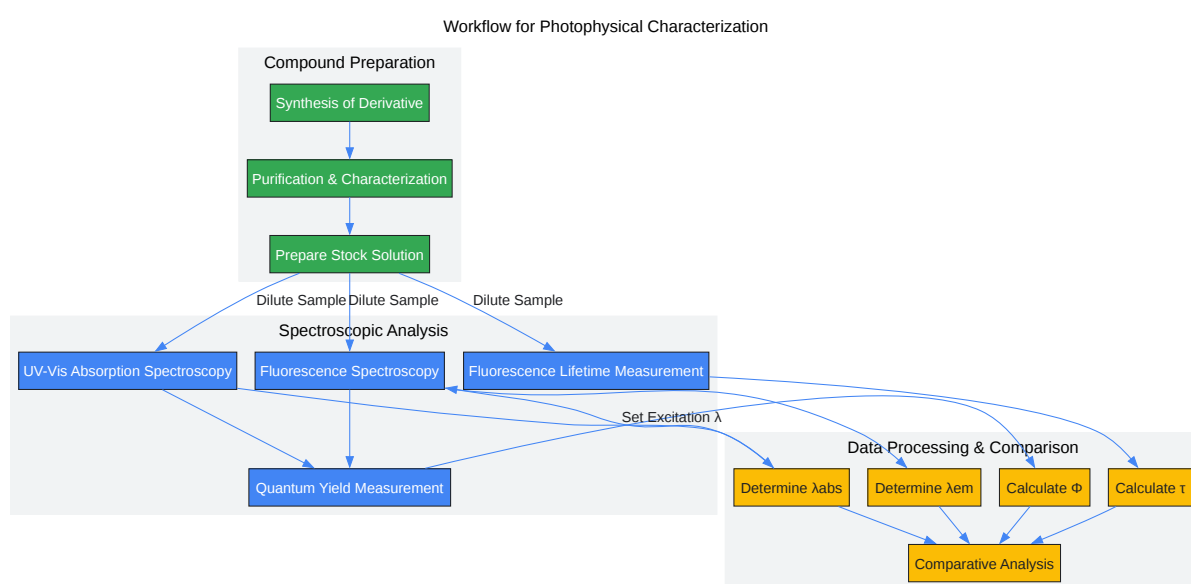 Workflow for Photophysical Characterization
Compound Preparation
Synthesis of Derivative
Purification & Characterization
Prepare Stock Solution
Dilute Sample
Dilute Sample
Dilute Sample
Spectroscopic Analysis
UV-Vis Absorption Spectroscopy
Fluorescence Spectroscopy
Fluorescence Lifetime Measurement
Set Excitation λ
Quantum Yield Measurement
Data Processing & Comparison
Determine λabs
Determine λem
Calculate Φ
Calculate τ
Comparative Analysis